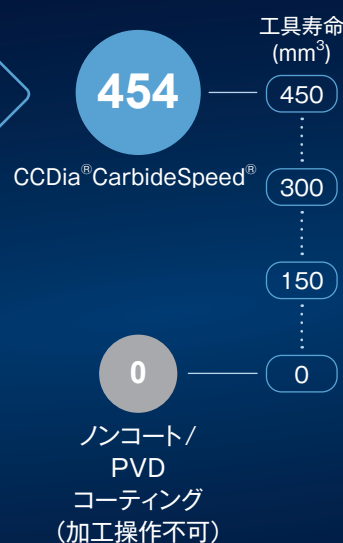 工具寿命
(mm³)
454
450
CCDia®CarbideSpeed®
300
150
0
0
ノンコート/
PVD
コーティング
(加工操作不可)